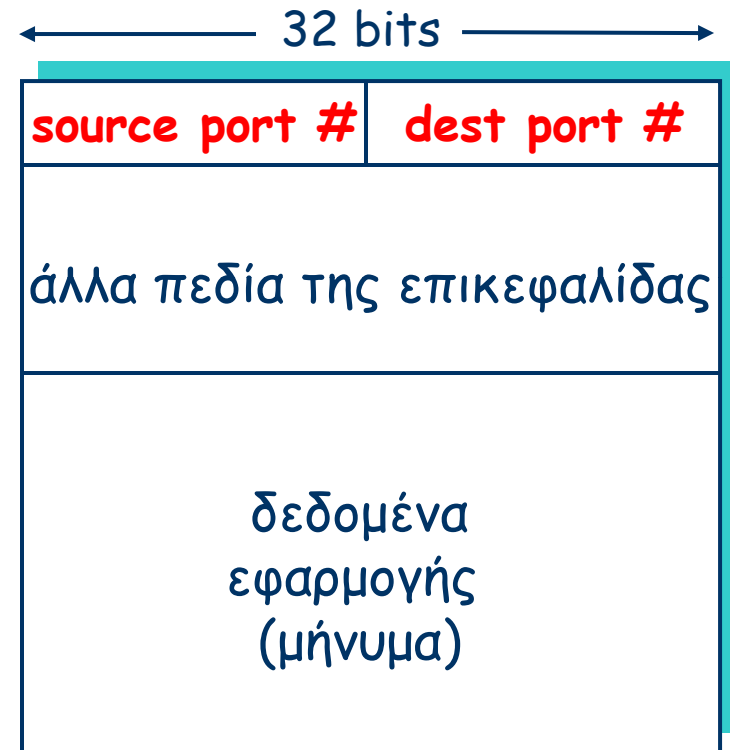 32 bits
source port # dest port #
άλλα πεδία της επικεφαλίδας
δεδομένα
εφαρμογής
(μήνυμα)